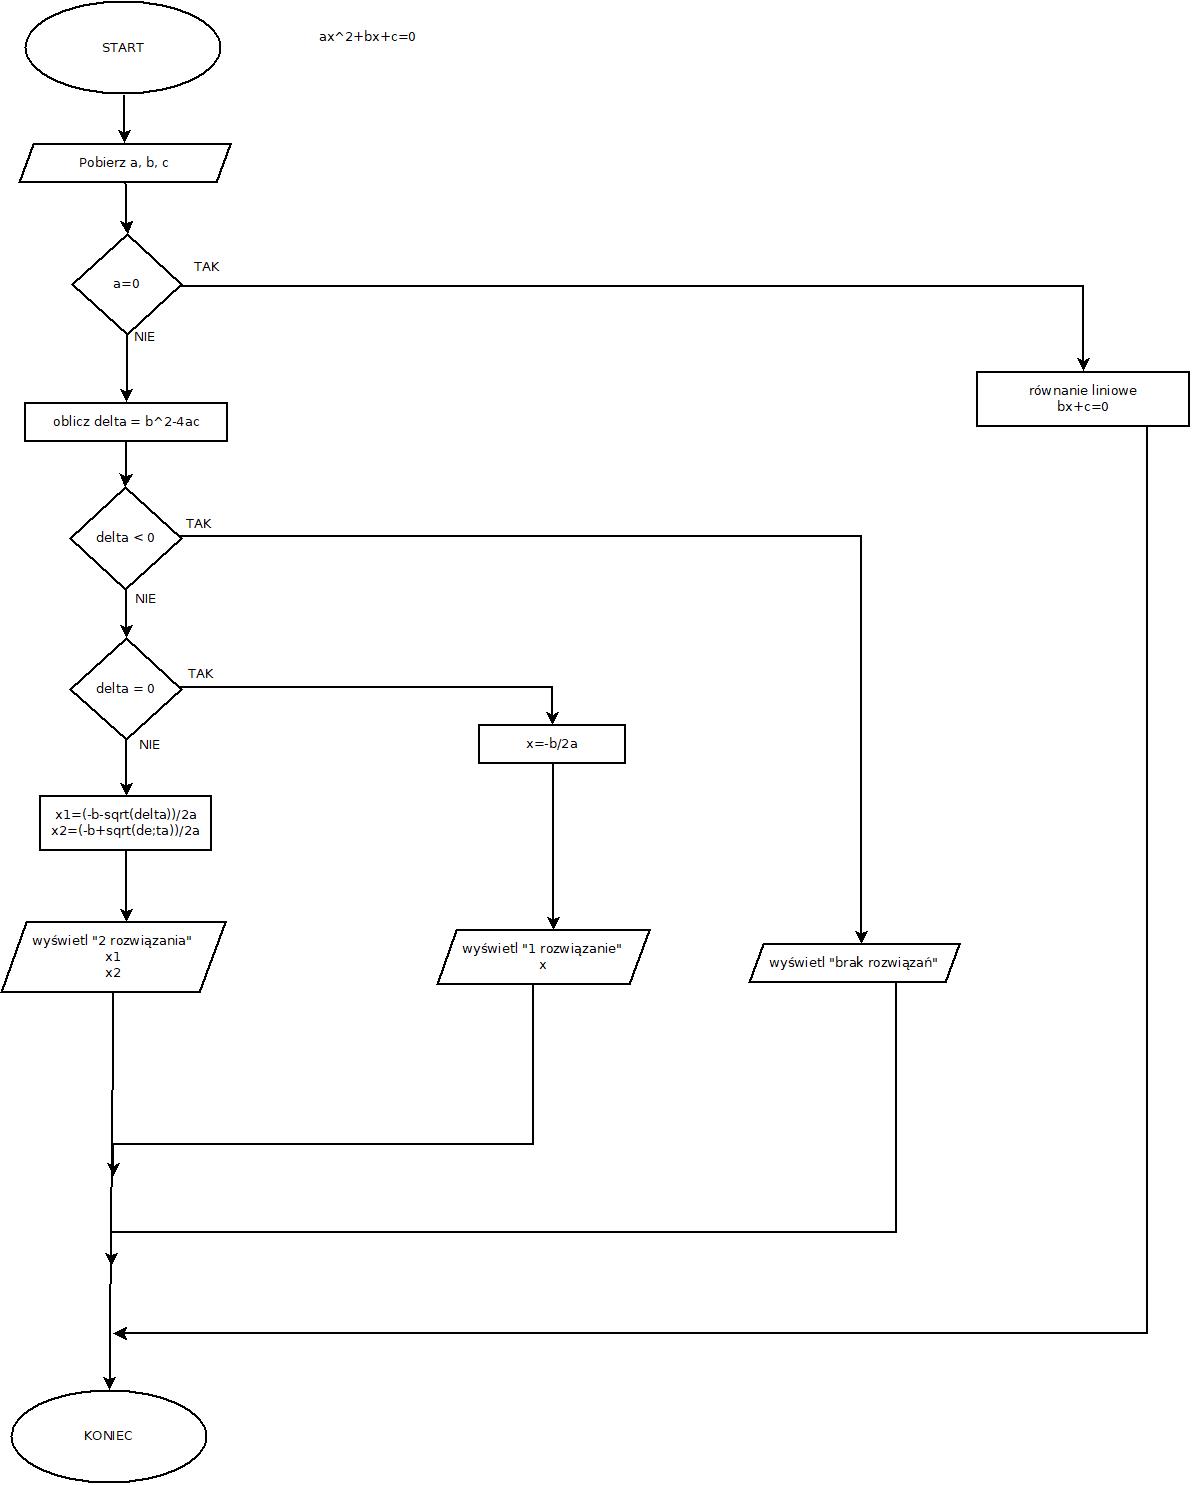 START
ax^2+bx+c=0
Pobierz a, b, c
a=0
TAK
NIE
równanie liniowe
bx+c=0
oblicz delta = b^2-4ac
delta < 0
TAK
NIE
delta = 0
TAK
NIE
x=-b/2a
x1=(-b-sqrt(delta))/2a
x2=(-b+sqrt(de;ta))/2a
wyświetl "2 rozwiązania"
x1
x2
wyświetl "1 rozwiązanie"
x
wyświetl "brak rozwiązań"
KONIEC